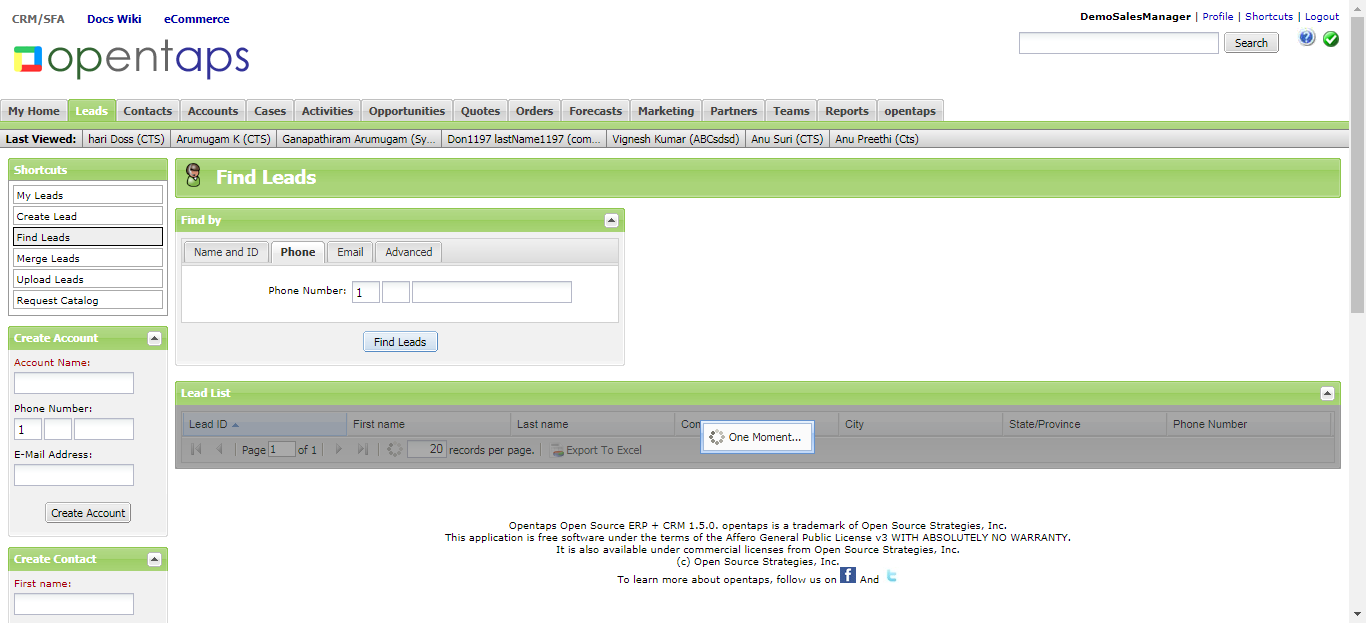 CRM/SFA Docs Wiki eCommerce
DemoSalesManager | Profile | Shortcuts | Logout
opentaps
Search
My Home Leads Contacts Accounts Cases Activities Opportunities Quotes Orders Forecasts Marketing Partners Teams Reports opentaps
Last Viewed: hari Doss (CTS) Arumugam K (CTS) Ganapathiram Arumugam (Sy... Don1197 lastName1197 (com... Vignesh Kumar (ABCsdsd) Anu Suri (CTS) Anu Preethi (Cts)
Shortcuts
My Leads
Create Lead
Find Leads
Merge Leads
Upload Leads
Request Catalog
Create Account
Account Name:
Phone Number:
1
E-Mail Address:
Create Account
Create Contact
First name:
Find Leads
Find by
Name and ID Phone Email Advanced
Phone Number: 1
Find Leads
Lead List
Lead ID First name Last name Com City State/Province Phone Number
One Moment...
Page 1 of 1 20 records per page. Export To Excel
Opentaps Open Source ERP + CRM 1.5.0. opentaps is a trademark of Open Source Strategies, Inc.
This application is free software under the terms of the Affero General Public License v3 WITH ABSOLUTELY NO WARRANTY.
It is also available under commercial licenses from Open Source Strategies, Inc.
(c) Open Source Strategies, Inc.
To learn more about opentaps, follow us on f And t